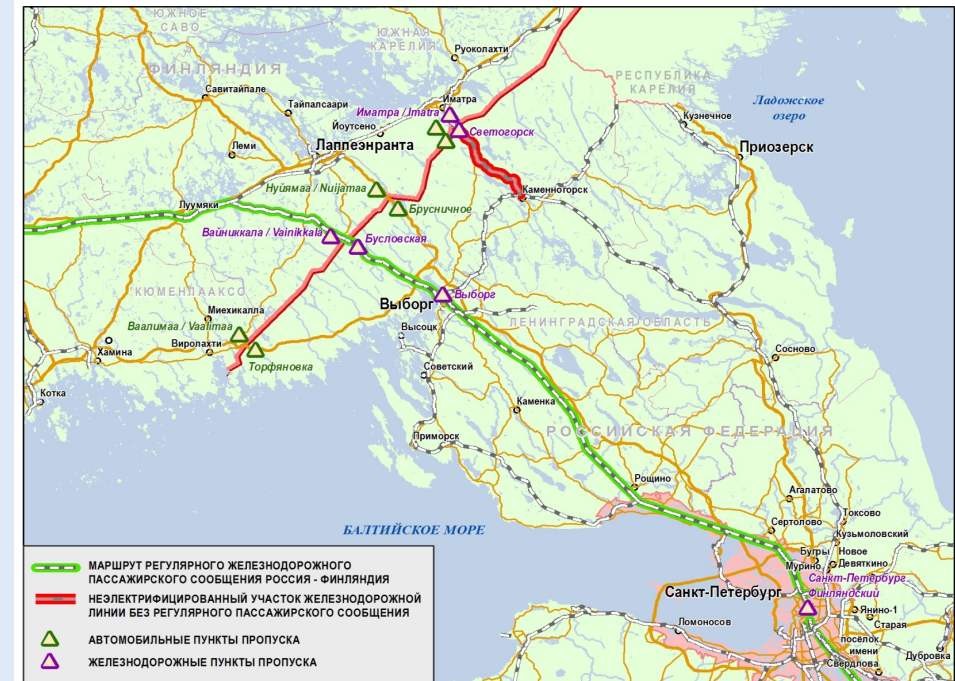 ЮЖНОЕ
САВО
ЮЖНАЯ
КАРЕЛИЯ
Руоколахти
ФИНЛЯНДИЯ
РЕСПУБЛИКА
КАРЕЛИЯ
Савитайпале
Тайпалсаари
Иматра
Иматра / Imatra
Ладожское
озеро
Кузнечное
Йоутсено
Светогорск
Лаппеэнранта
Леми
Приозерск
Нуйямаа / Nuijamaa
Каменногорск
Луумяки
Брусничное
Вайниккала / Vainikkala
Бусловская
КЮМЕНЛААКСО
Выборг
Выборг
Миехикалла
ЛЕНИНГРАДСКАЯ ОБЛАСТЬ
Ваалимаа / Vaalimaa
Высоцк
Виролахти
Хамина
Торфяновка
Сосново
Советский
Котка
Каменка
Приморск
РОССИЙСКАЯ ФЕДЕРАЦИЯ
Рощино
Агалатово
БАЛТИЙСКОЕ МОРЕ
Сертолово
Токсово
Кузьмоловский
Бугры
Новое
Девяткино
Мурино
Санкт-Петербург
Финляндский
Санкт-Петербург
Янино-1
Ломоносов
Старая
посёлок
имени
Свердлова
Дубровка
МАРШРУТ РЕГУЛЯРНОГО ЖЕЛЕЗНОДОРОЖНОГО
ПАССАЖИРСКОГО СООБЩЕНИЯ РОССИЯ - ФИНЛЯНДИЯ
НЕЭЛЕКТРИФИЦИРОВАННЫЙ УЧАСТОК ЖЕЛЕЗНОДОРОЖНОЙ
ЛИНИИ БЕЗ РЕГУЛЯРНОГО ПАССАЖИРСКОГО СООБЩЕНИЯ
АВТОМОБИЛЬНЫЕ ПУНКТЫ ПРОПУСКА
ЖЕЛЕЗНОДОРОЖНЫЕ ПУНКТЫ ПРОПУСКА